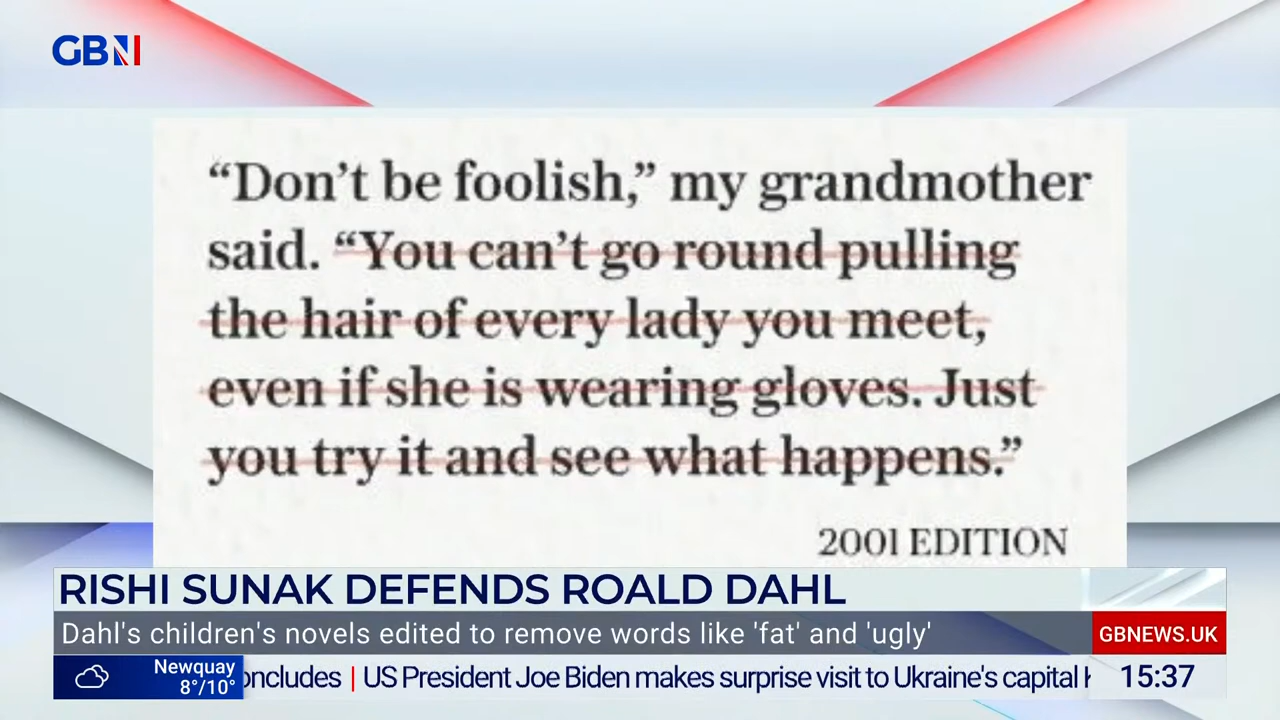 GBN
“Don’t be foolish,” my grandmother
said. “You can’t go round pulling
the hair of every lady you meet,
even if she is wearing gloves. Just
you try it and see what happens.”
2001 EDITION
RISHI SUNAK DEFENDS ROALD DAHL
Dahl's children's novels edited to remove words like 'fat' and 'ugly'
GBNEWS.UK
Newquay
8°/10°
oncludes | US President Joe Biden makes surprise visit to Ukraine's capital
15:37